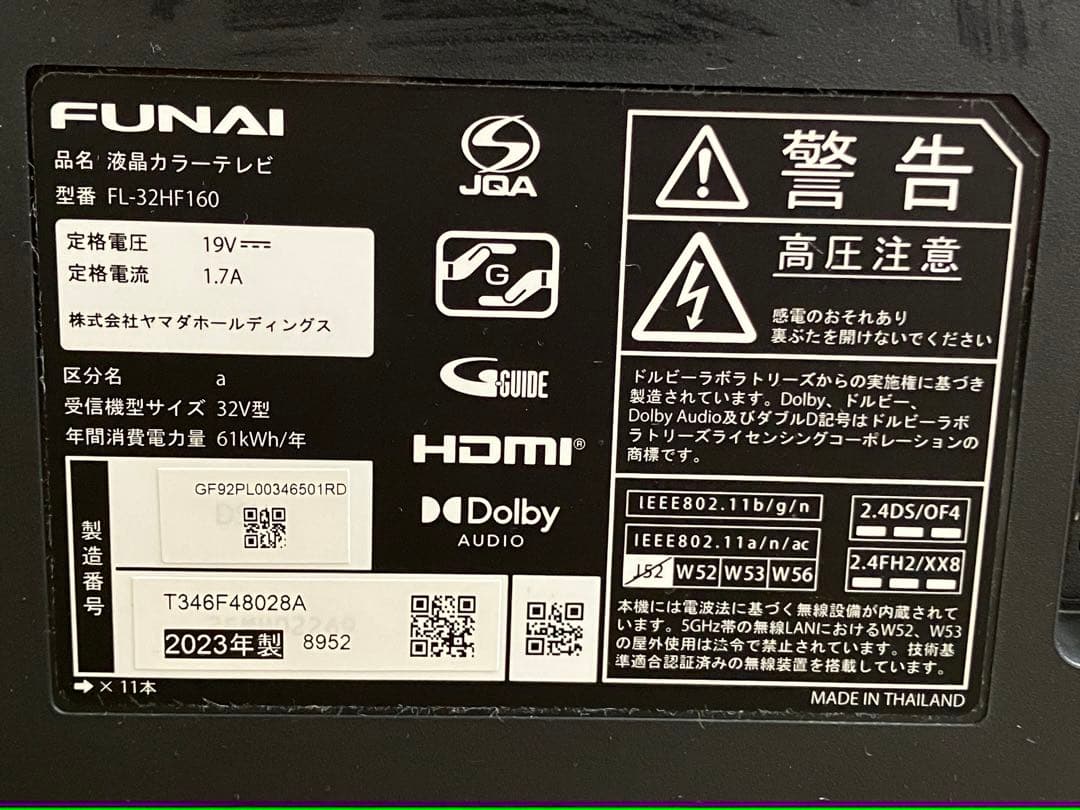 FUNAI
品名 液晶カラーテレビ
型番 FL-32HF160
定格電圧 19V
定格電流 1.7A
株式会社ヤマダホールディングス
区分名 a
受信機型サイズ 32V型
年間消費電力量 61kWh/年
製造番号
GF92PL00346501RD
T346F48028A
2023年製 8952
➡ × 11本
JQA
G
G-GUIDE
HDMI®
Dolby
AUDIO
警告
高圧注意
感電のおそれあり
裏ぶたを開けないでください
ドルビーラボラトリーズからの実施権に基づき
製造されています。Dolby、ドルビー、
Dolby Audio及びダブルD記号はドルビーラボ
ラトリーズライセンシングコーポレーションの
商標です。
IEEE802.11b/g/n
IEEE802.11a/n/ac
J52 W52 W53 W56
2.4DS/OF4
2.4FH2/XX8
本機には電波法に基づく無線設備が内蔵されて
います。5GHz帯の無線LANにおけるW52、W53
の屋外使用は法令で禁止されています。技術基
準適合認証済みの無線装置を搭載しています。
MADE IN THAILAND